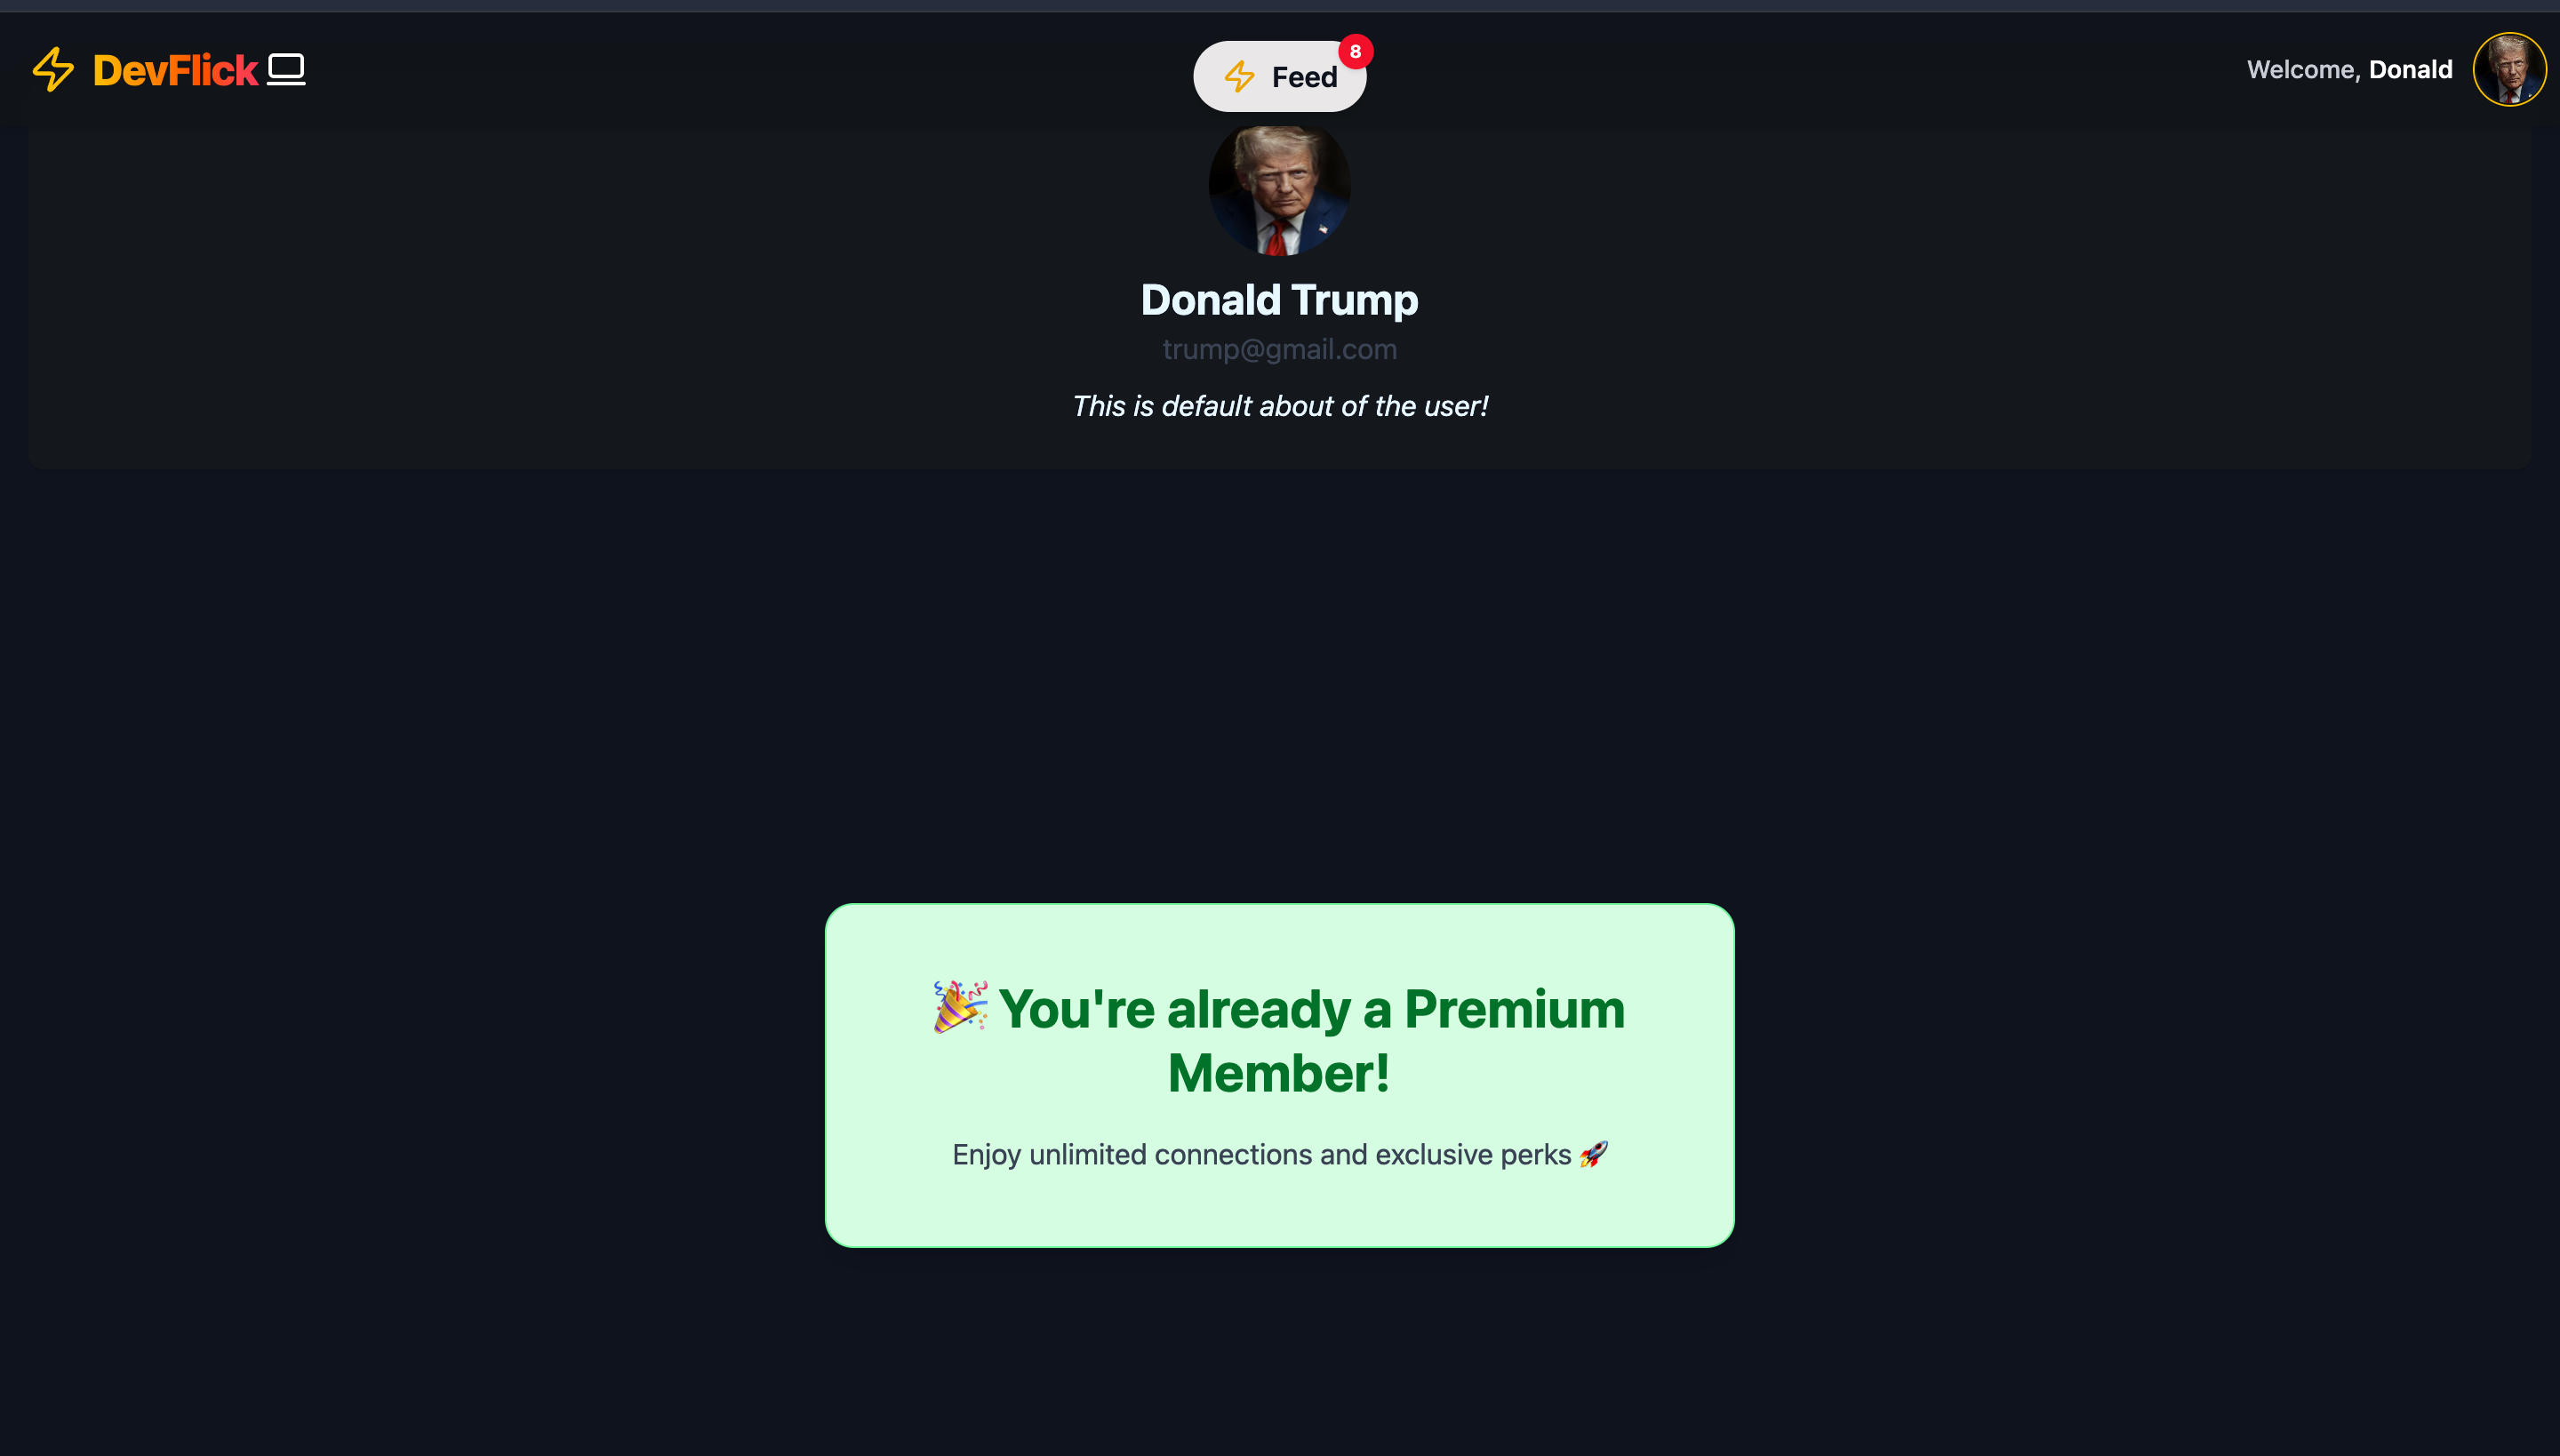 DevFlick
Feed
8
Welcome, Donald
Donald Trump
trump@gmail.com
This is default about of the user!
🎉 You're already a Premium
Member!
Enjoy unlimited connections and exclusive perks 🚀